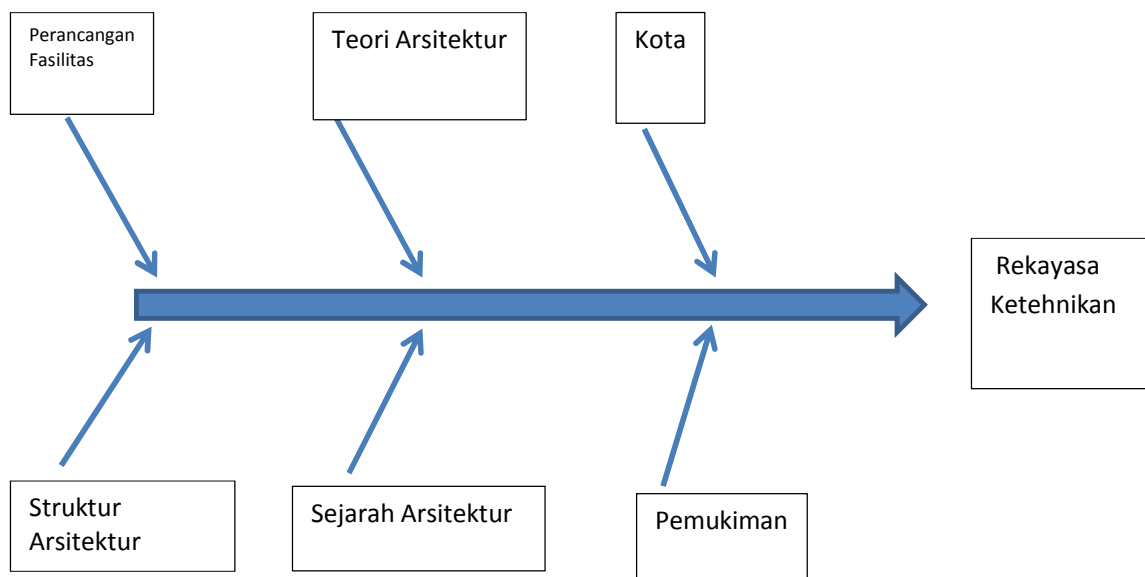 Perancangan
Fasilitas
Teori Arsitektur
Kota
Rekayasa
Ketehnikan
Struktur
Arsitektur
Sejarah Arsitektur
Pemukiman